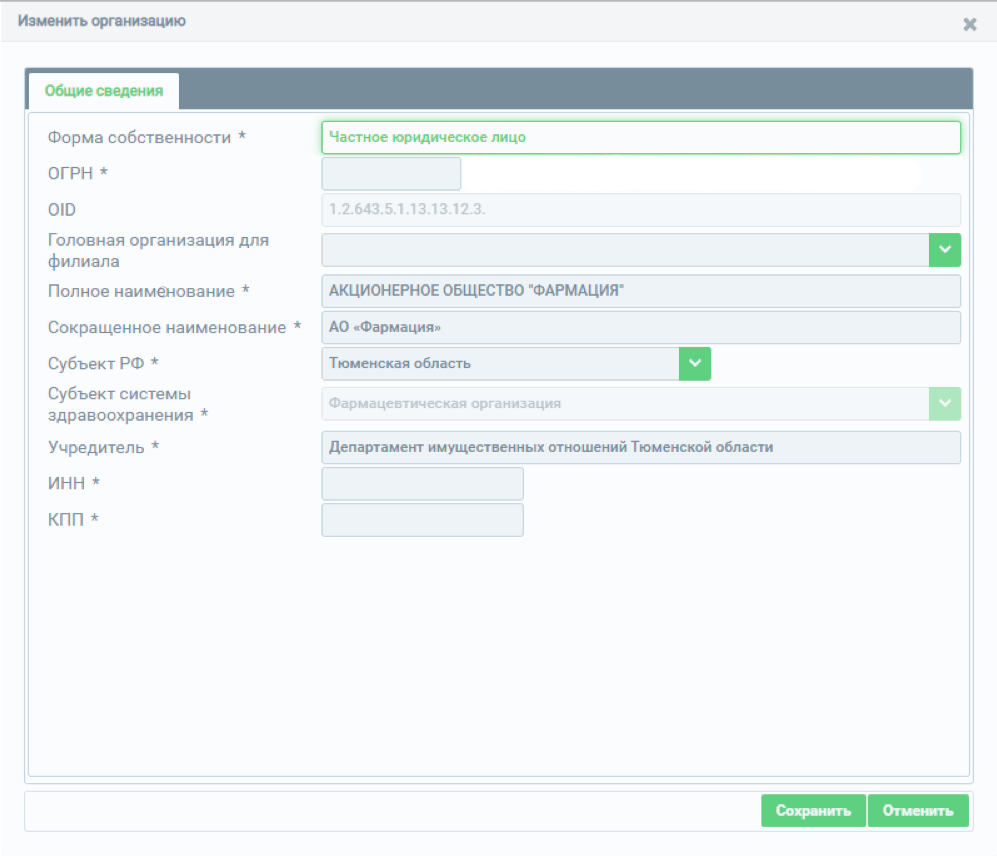 Изменить организацию
Общие сведения
Форма собственности * Частное юридическое лицо
ОГРН *
OID 1.2.643.5.1.13.13.12.3.
Головная организация для
филиала
Полное наименование * АКЦИОНЕРНОЕ ОБЩЕСТВО "ФАРМАЦИЯ"
Сокращенное наименование * АО «Фармация»
Субъект РФ * Тюменская область
Субъект системы
здравоохранения * Фармацевтическая организация
Учредитель * Департамент имущественных отношений Тюменской области
ИНН *
КПП *
Сохранить Отменить